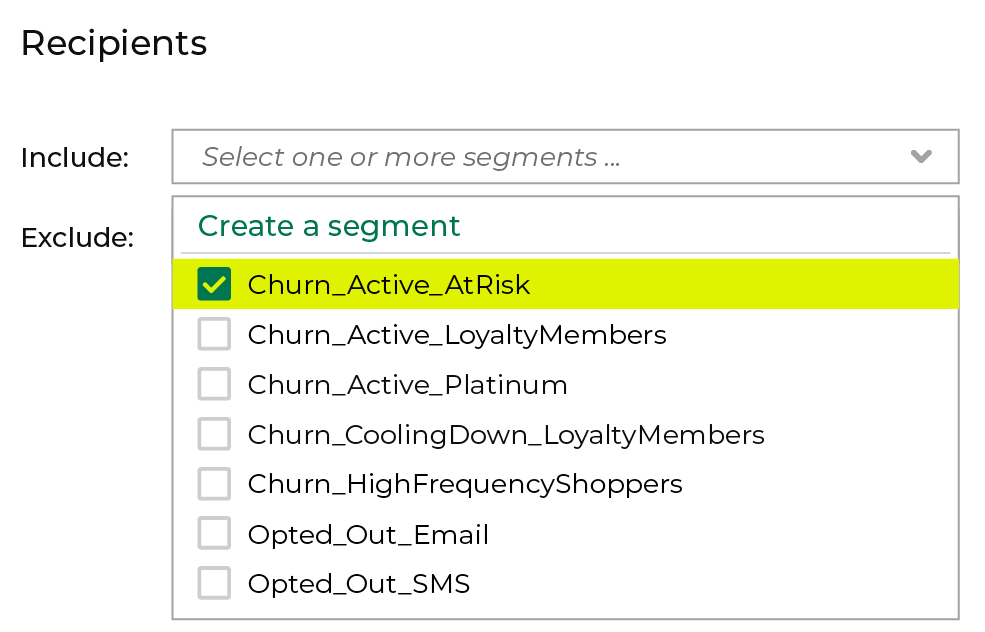 Recipients
Include:
Select one or more segments ...
Exclude:
Create a segment
Churn_Active_AtRisk
Churn_Active_LoyaltyMembers
Churn_Active_Platinum
Churn_CoolingDown_LoyaltyMembers
Churn_HighFrequencyShoppers
Opted_Out_Email
Opted_Out_SMS